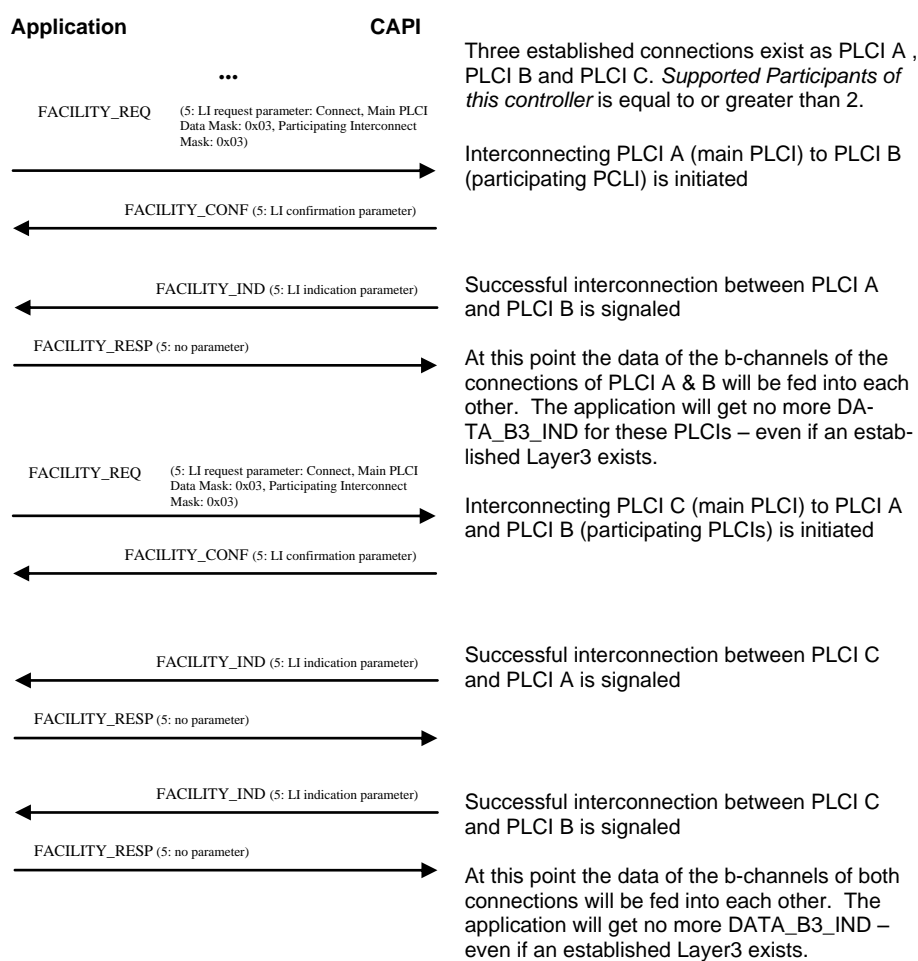 Application CAPI
Three established connections exist as PLCI A ,
PLCI B and PLCI C. Supported Participants of
this controller is equal to or greater than 2.
...
FACILITY_REQ (5: LI request parameter: Connect, Main PLCI
Data Mask: 0x03, Participating Interconnect
Mask: 0x03)
Interconnecting PLCI A (main PLCI) to PLCI B
(participating PCLI) is initiated
FACILITY_CONF (5: LI confirmation parameter)
FACILITY_IND (5: LI indication parameter)
Successful interconnection between PLCI A
and PLCI B is signaled
FACILITY_RESP (5: no parameter)
At this point the data of the b-channels of the
connections of PLCI A & B will be fed into each
other. The application will get no more DA-
TA_B3_IND for these PLCIs – even if an estab-
lished Layer3 exists.
FACILITY_REQ (5: LI request parameter: Connect, Main PLCI
Data Mask: 0x03, Participating Interconnect
Mask: 0x03)
Interconnecting PLCI C (main PLCI) to PLCI A
and PLCI B (participating PLCIs) is initiated
FACILITY_CONF (5: LI confirmation parameter)
FACILITY_IND (5: LI indication parameter)
Successful interconnection between PLCI C
and PLCI A is signaled
FACILITY_RESP (5: no parameter)
FACILITY_IND (5: LI indication parameter)
Successful interconnection between PLCI C
and PLCI B is signaled
FACILITY_RESP (5: no parameter)
At this point the data of the b-channels of both
connections will be fed into each other. The
application will get no more DATA_B3_IND –
even if an established Layer3 exists.